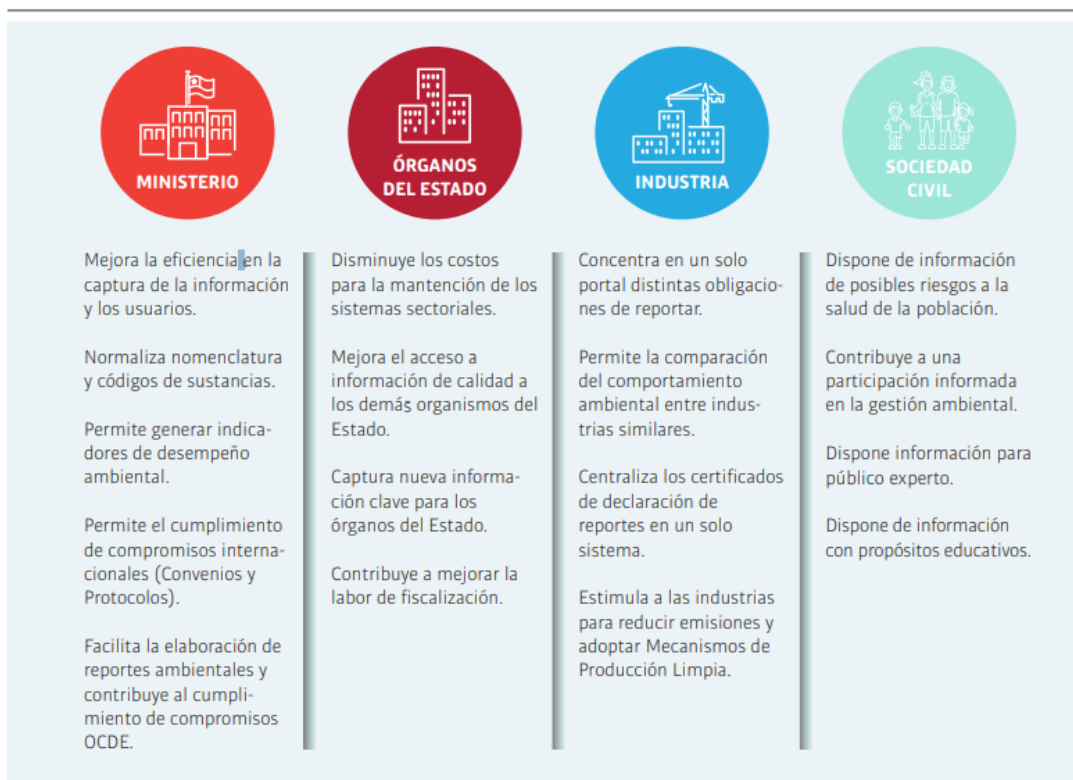 MINISTERIO
Mejora la eficiencia en la
captura de la información
y los usuarios.
Normaliza nomenclatura
y códigos de sustancias.
Permite generar indica-
dores de desempeño
ambiental.
Permite el cumplimiento
de compromisos interna-
cionales (Convenios y
Protocolos).
Facilita la elaboración de
reportes ambientales y
contribuye al cumpli-
miento de compromisos
OCDE.
ÓRGANOS
DEL ESTADO
Disminuye los costos
para la mantención de los
sistemas sectoriales.
Mejora el acceso a
información de calidad a
los demás organismos del
Estado.
Captura nueva informa-
ción clave para los
órganos del Estado.
Contribuye a mejorar la
labor de fiscalización.
INDUSTRIA
Concentra en un solo
portal distintas obligacio-
nes de reportar.
Permite la comparación
del comportamiento
ambiental entre indus-
trias similares.
Centraliza los certificados
de declaración de
reportes en un solo
sistema.
Estimula a las industrias
para reducir emisiones y
adoptar Mecanismos de
Producción Limpia.
SOCIEDAD
CIVIL
Dispone de información
de posibles riesgos a la
salud de la población.
Contribuye a una
participación informada
en la gestión ambiental.
Dispone información para
público experto.
Dispone de información
con propósitos educativos.